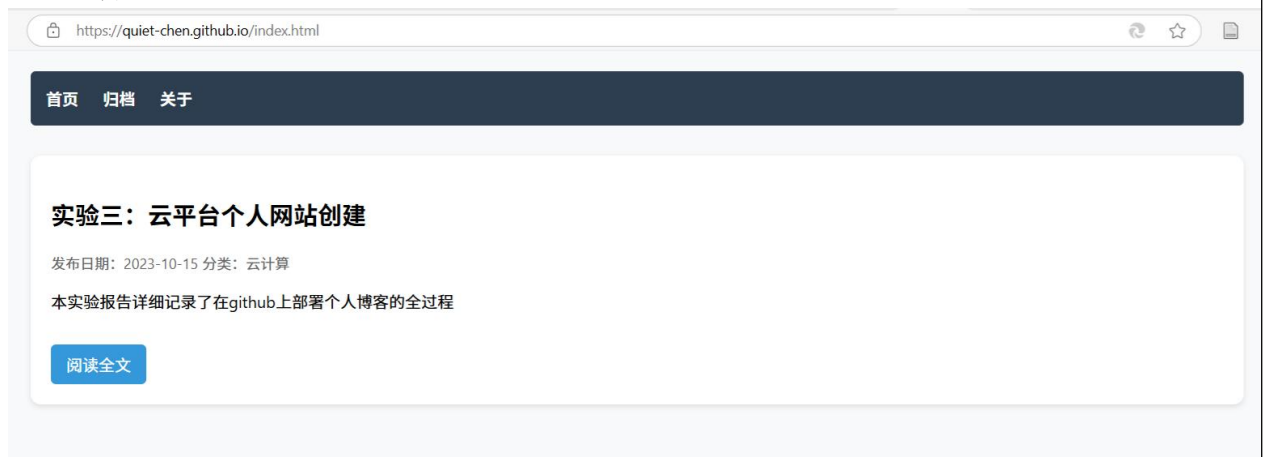 https://quiet-chen.github.io/index.html
首页 归档 关于
实验三：云平台个人网站创建
发布日期：2023-10-15 分类：云计算
本实验报告详细记录了在github上部署个人博客的全过程
阅读全文